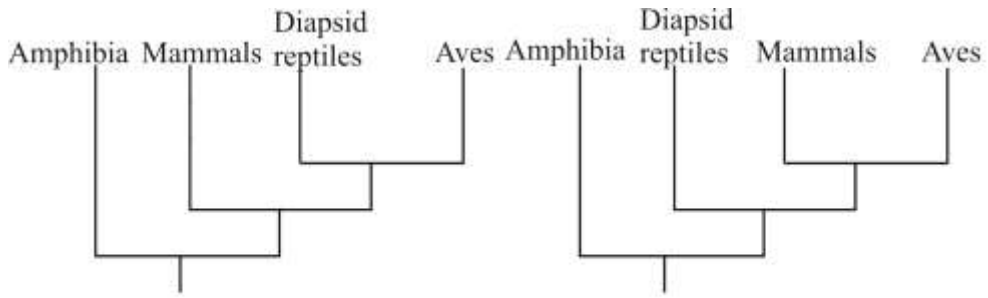 Amphibia
Mammals
Diapsid
reptiles
Aves
Amphibia
Diapsid
reptiles
Mammals
Aves